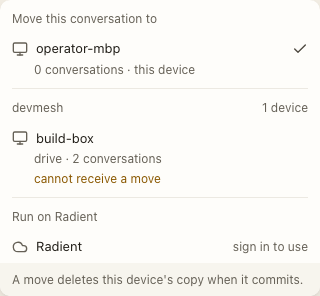 Move this conversation to
operator-mbp
0 conversations · this device
devmesh 1 device
build-box
drive · 2 conversations
cannot receive a move
Run on Radient
Radient sign in to use
A move deletes this device's copy when it commits.